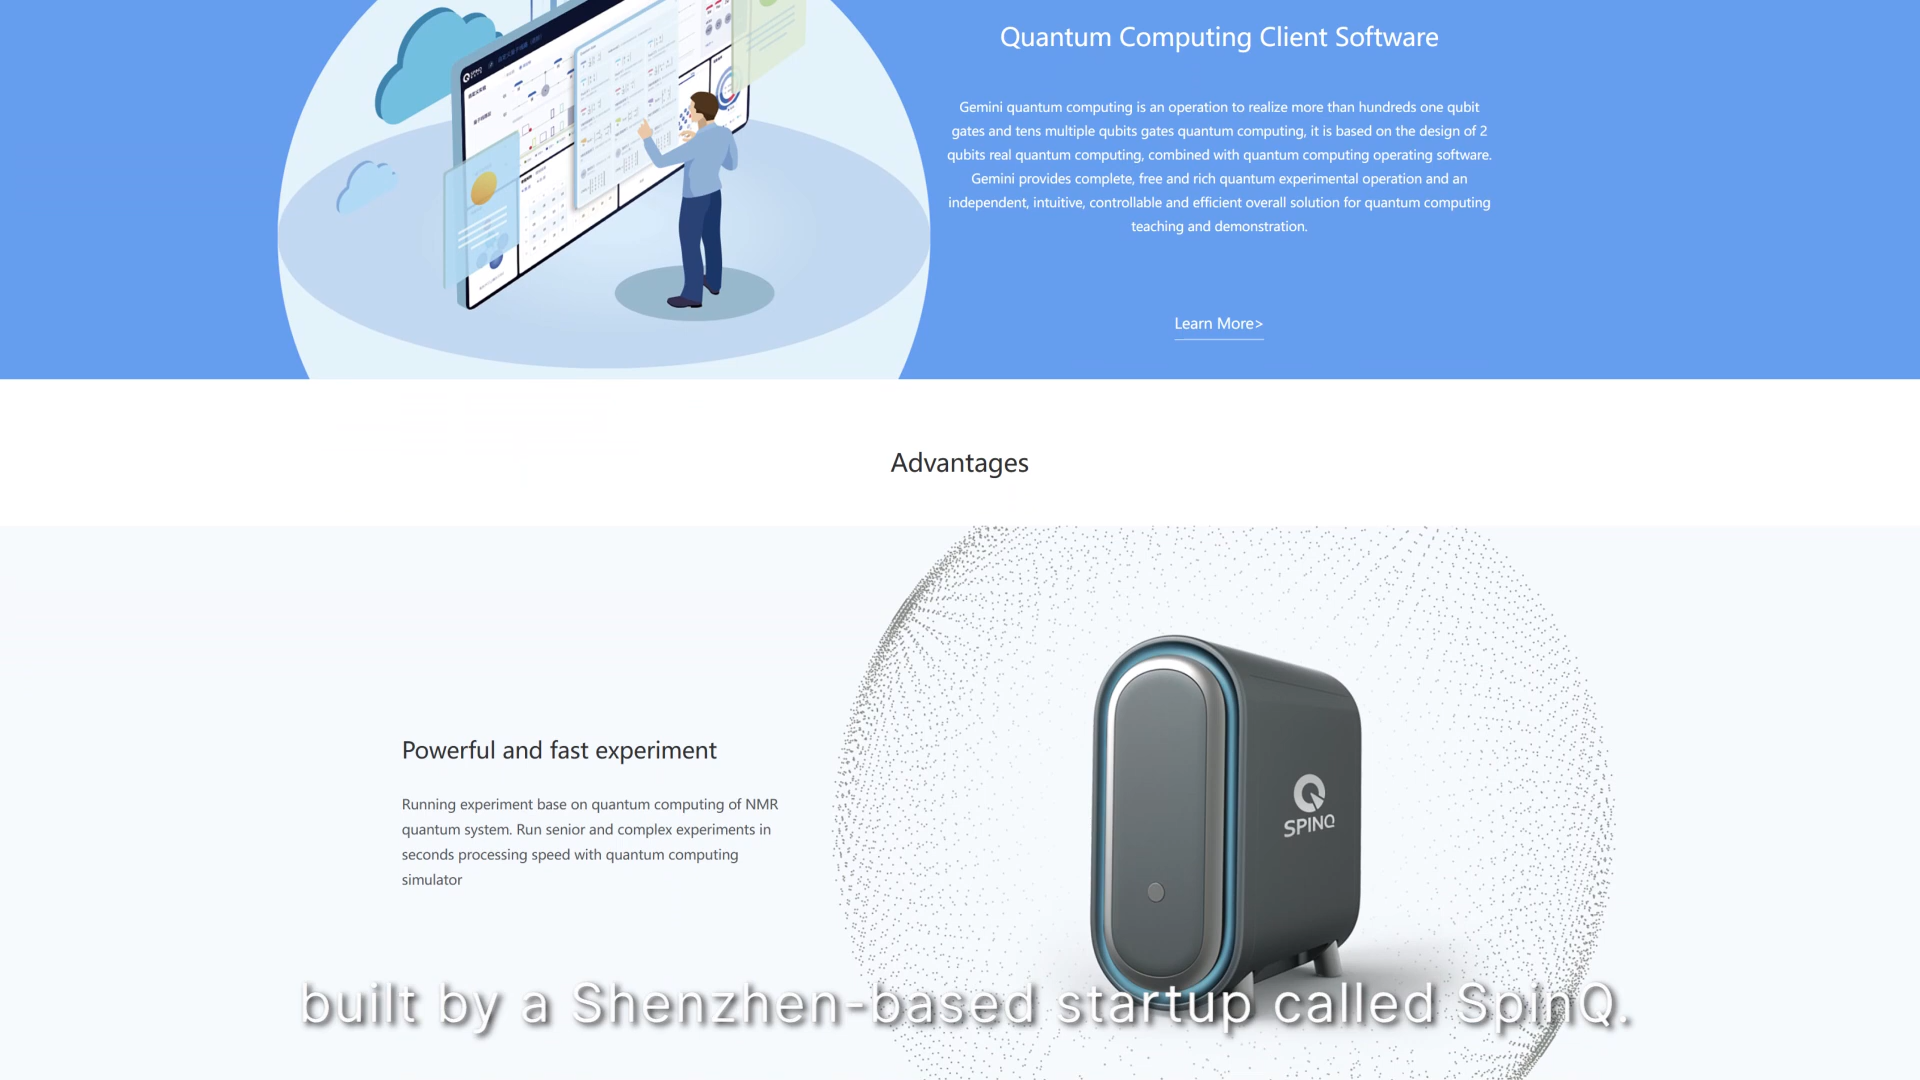 Quantum Computing Client Software
Gemini quantum computing is an operation to realize more than hundreds one qubit
gates and tens multiple qubits gates quantum computing, it is based on the design of 2
qubits real quantum computing, combined with quantum computing operating software.
Gemini provides complete, free and rich quantum experimental operation and an
independent, intuitive, controllable and efficient overall solution for quantum computing
teaching and demonstration.
Learn More>
Advantages
Powerful and fast experiment
Running experiment base on quantum computing of NMR
quantum system. Run senior and complex experiments in
seconds processing speed with quantum computing
simulator
SPINQ
built by a Shenzhen-based startup called SpinQ.